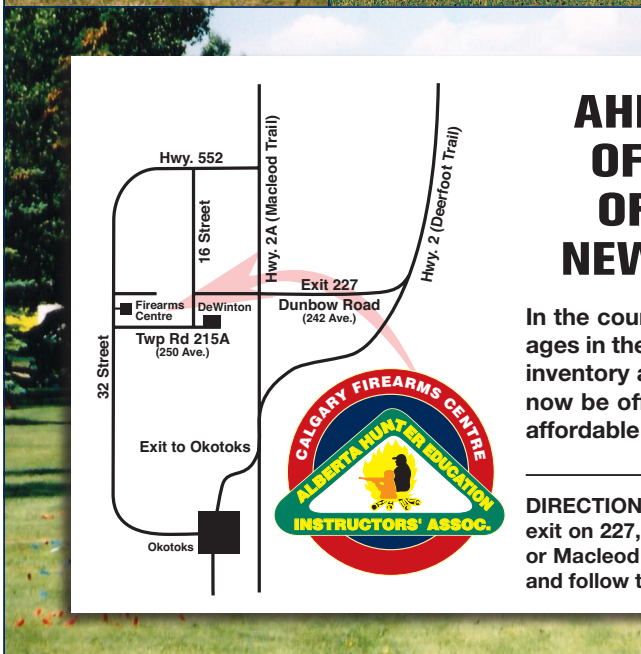 Hwy. 552
16 Street
Hwy. 2A (Macleod Trail)
Hwy. 2 (Deerfoot Trail)
Exit 227
Dunbow Road
(242 Ave.)
Firearms
Centre
DeWinton
Twp Rd 215A
(250 Ave.)
32 Street
Exit to Okotoks
Okotoks
CALGARY FIREARMS CENTRE
ALBERTA HUNTER EDUCATION
INSTRUCTORS' ASSOC.
OF
NEW
In the cour
ages in the
inventory a
now be of
affordable
DIRECTION
exit on 227,
or Macleod
and follow t